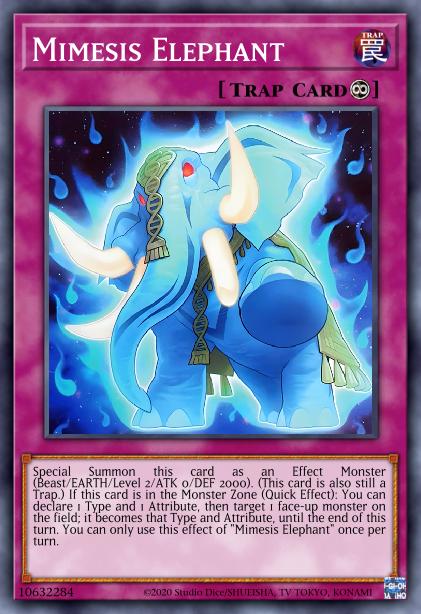 MIMESIS ELEPHANT
TRAP
罠
[TRAP CARD]
Special Summon this card as an Effect Monster
(Beast/EARTH/Level 2/ATK 0/DEF 2000). (This card is also still a
Trap.) If this card is in the Monster Zone (Quick Effect): You can
declare 1 Type and 1 Attribute, then target 1 face-up monster on
the field; it becomes that Type and Attribute, until the end of this
turn. You can only use this effect of "Mimesis Elephant" once per
turn.
10632284
©2020 Studio Dice/SHUEISHA, TV TOKYO, KONAMI